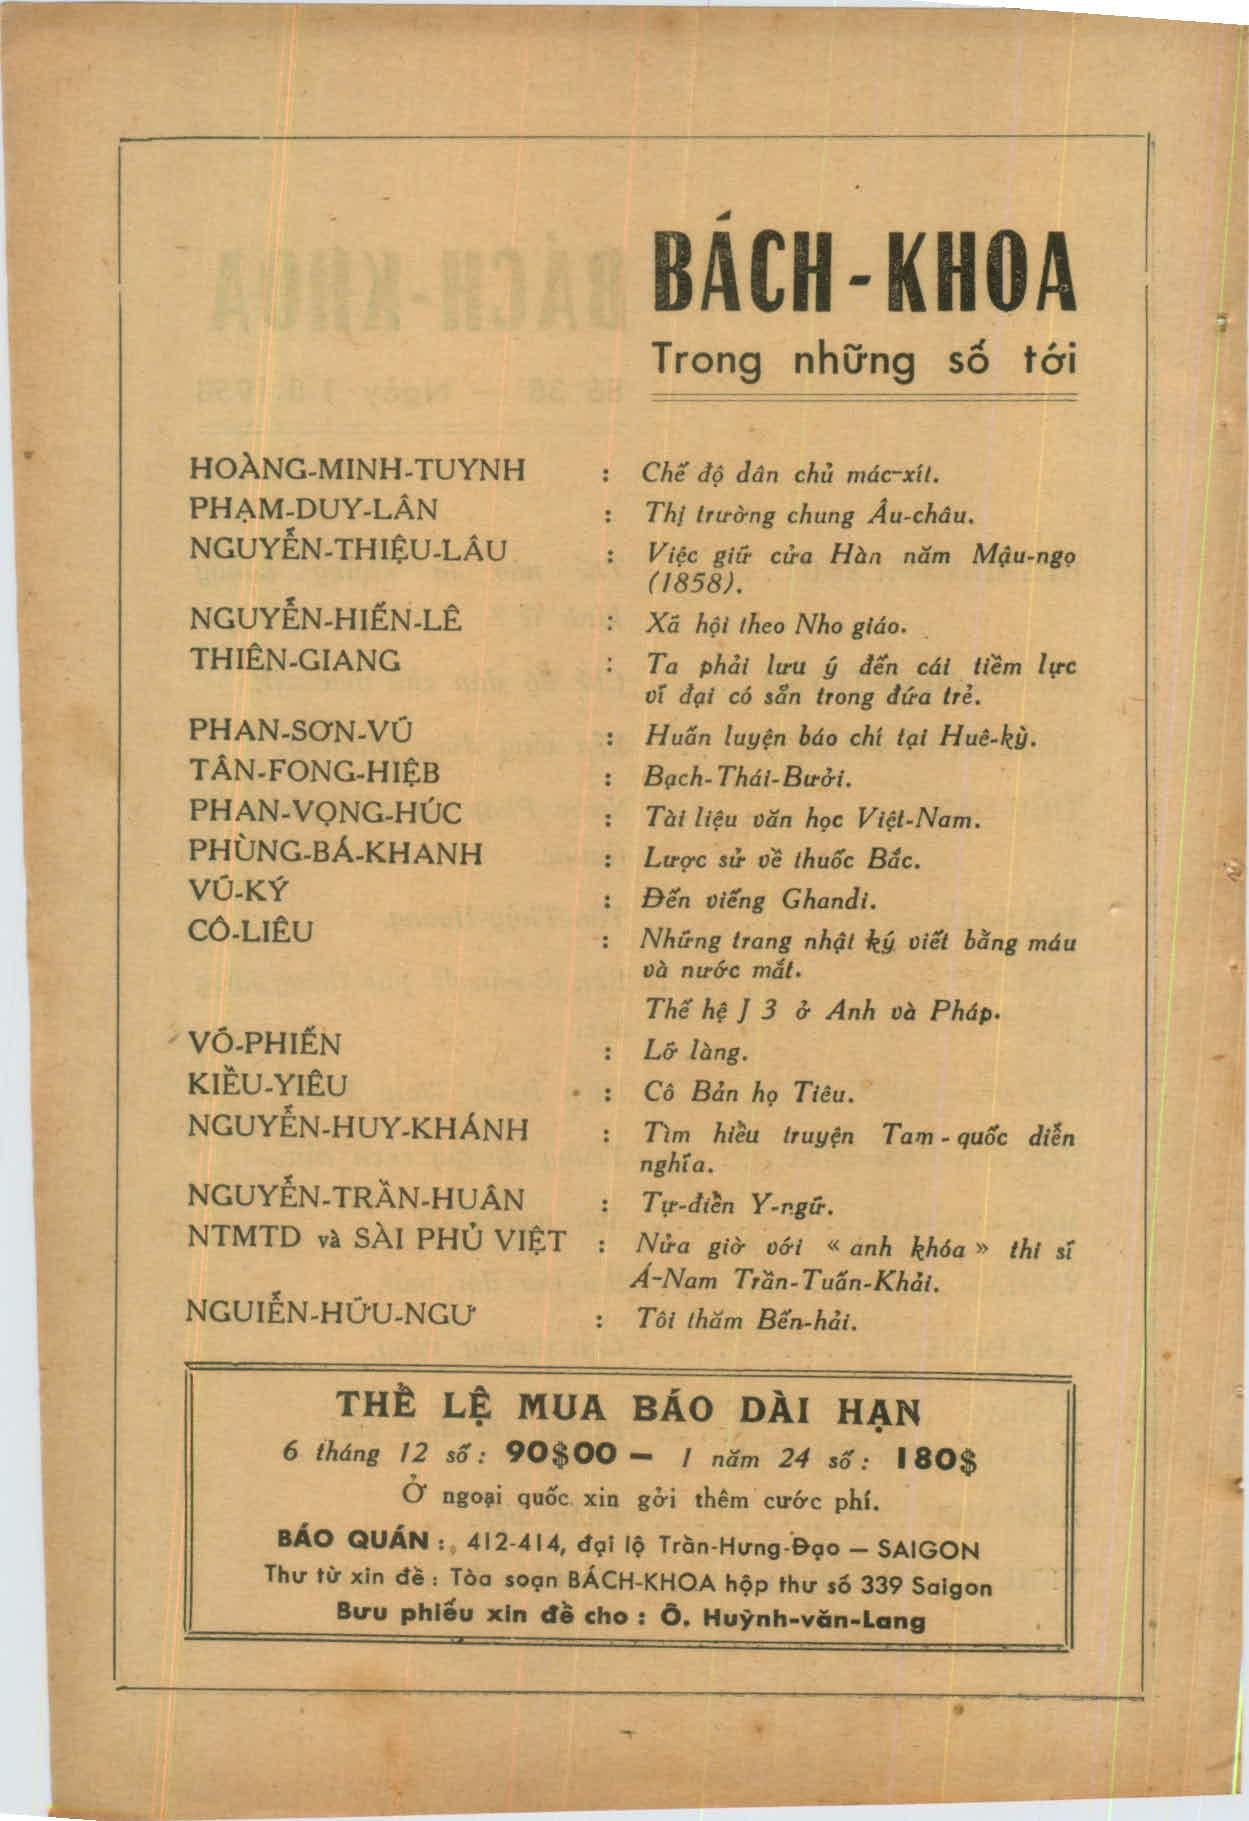 BÁCH - KHOA
Trong những số tới
HOÀNG-MINH-TUYNH : Chế độ dân chủ mác-xít.
PHẠM-DUY-LÂN : Thị trường chung Âu-châu.
NGUYỄN-THIỆU-LÂU : Việc giữ cửa Hàn năm Mậu-ngọ
(1858).
NGUYỄN-HIẾN-LÊ : Xã hội theo Nho giáo.
THIÊN-GIANG : Ta phải lưu ý đến cái tiềm lực
vĩ đại có sẵn trong đứa trẻ.
PHAN-SƠN-VŨ : Huấn luyện báo chí tại Huê-kỳ.
TÂN-FONG-HIỆB : Bạch-Thái-Bưởi.
PHAN-VỌNG-HÚC : Tài liệu văn học Việt-Nam.
PHÙNG-BÁ-KHANH : Lược sử về thuốc Bắc.
VŨ-KÝ : Đến viếng Ghandi.
CÔ-LIÊU : Những trang nhật ký viết bằng máu
và nước mắt.
Thế hệ J 3 ở Anh và Pháp.
VÕ-PHIẾN : Lỡ làng.
KIỀU-YIÊU : Cô Bản họ Tiêu.
NGUYỄN-HUY-KHÁNH : Tìm hiểu truyện Tam-quốc diễn
nghĩa.
NGUYỄN-TRẦN-HUÂN : Tự-điển Y-ngữ.
NTMTD và SÀI PHỦ VIỆT : Nửa giờ với « anh khóa » thi sĩ
Á-Nam Trần-Tuấn-Khải.
NGUIỄN-HỮU-NGƯ : Tôi thăm Bến-hải.
THỂ LỆ MUA BÁO DÀI HẠN
6 tháng 12 số : 90$00 — 1 năm 24 số : 180$
Ở ngoại quốc xin gởi thêm cước phí.
BÁO QUÁN : 412-414, đại lộ Trần-Hưng-Đạo — SAIGON
Thư từ xin đề : Tòa soạn BÁCH-KHOA hộp thư số 339 Saigon
Bưu phiếu xin đề cho : Ô. Huỳnh-văn-Lang